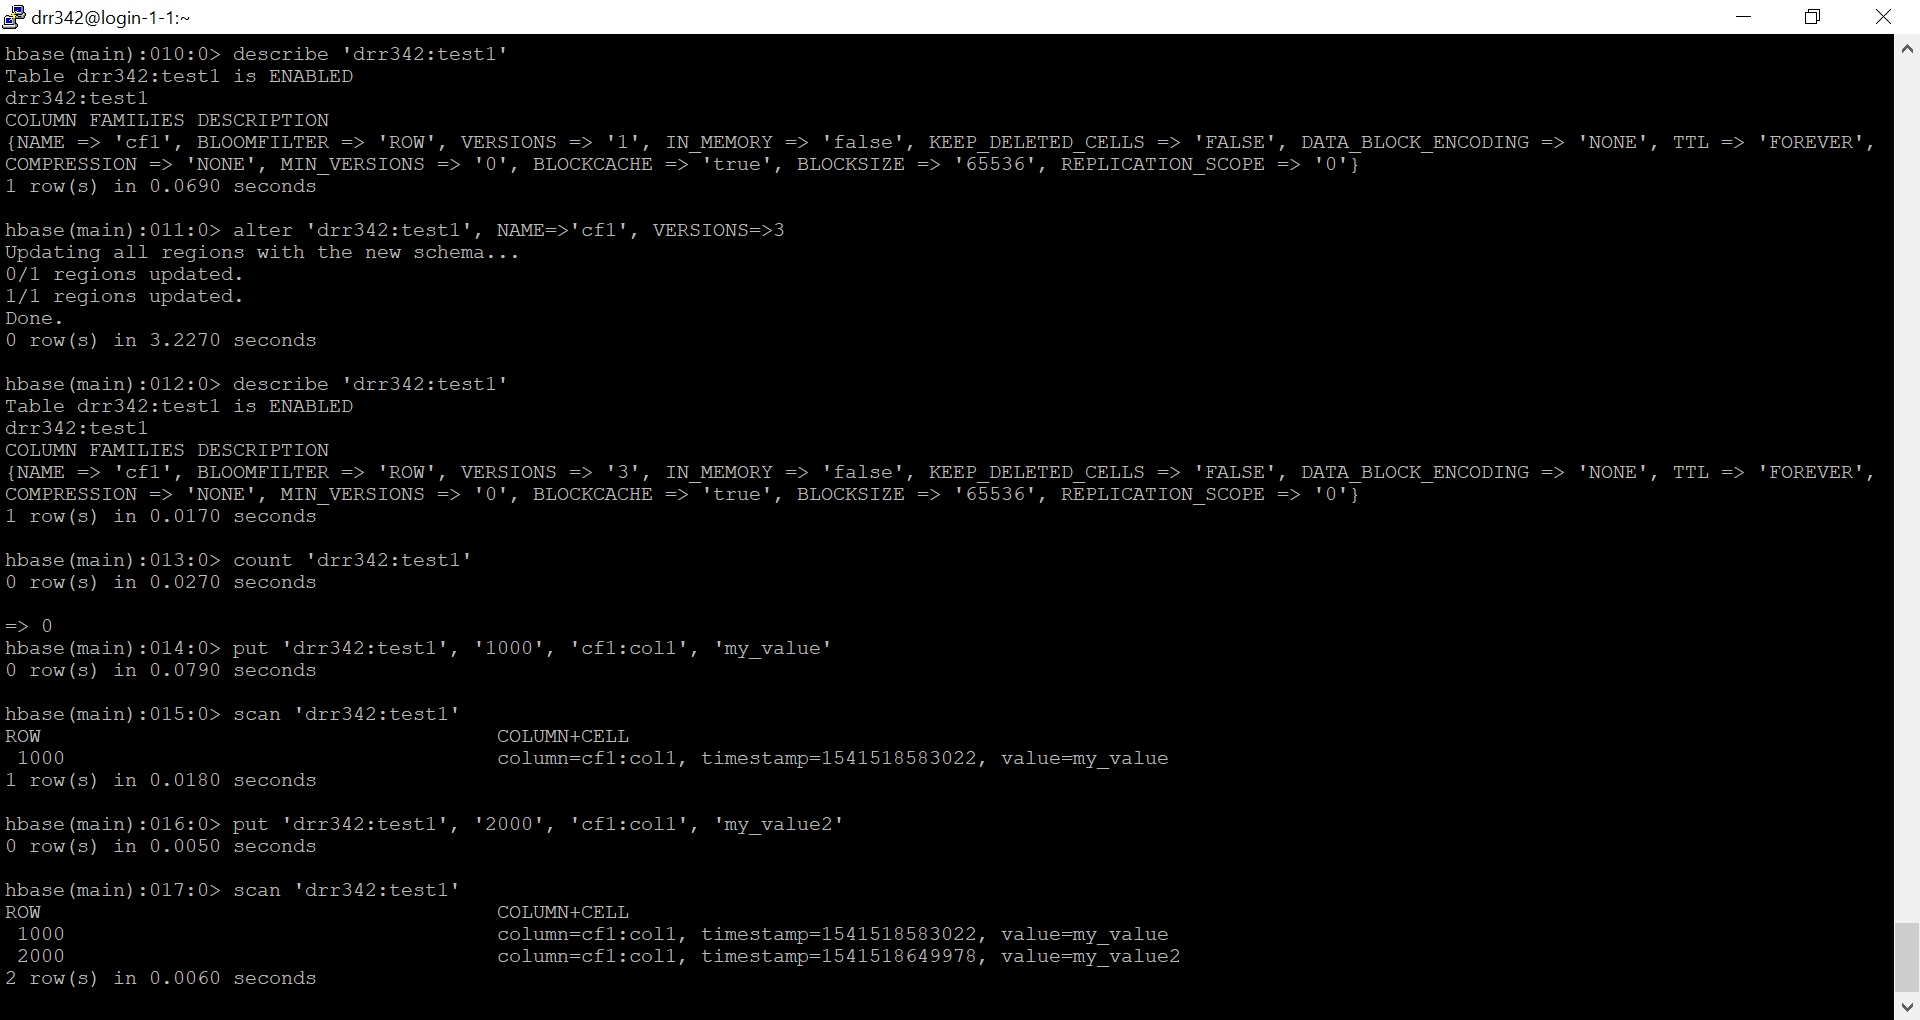 drr342@login-1-1:~
hbase(main):010:0> describe 'drr342:test1'
Table drr342:test1 is ENABLED
drr342:test1
COLUMN FAMILIES DESCRIPTION
{NAME => 'cf1', BLOOMFILTER => 'ROW', VERSIONS => '1', IN_MEMORY => 'false', KEEP_DELETED_CELLS => 'FALSE', DATA_BLOCK_ENCODING => 'NONE', TTL => 'FOREVER',
COMPRESSION => 'NONE', MIN_VERSIONS => '0', BLOCKCACHE => 'true', BLOCKSIZE => '65536', REPLICATION_SCOPE => '0'}
1 row(s) in 0.0690 seconds
hbase(main):011:0> alter 'drr342:test1', NAME=>'cf1', VERSIONS=>3
Updating all regions with the new schema...
0/1 regions updated.
1/1 regions updated.
Done.
0 row(s) in 3.2270 seconds
hbase(main):012:0> describe 'drr342:test1'
Table drr342:test1 is ENABLED
drr342:test1
COLUMN FAMILIES DESCRIPTION
{NAME => 'cf1', BLOOMFILTER => 'ROW', VERSIONS => '3', IN_MEMORY => 'false', KEEP_DELETED_CELLS => 'FALSE', DATA_BLOCK_ENCODING => 'NONE', TTL => 'FOREVER',
COMPRESSION => 'NONE', MIN_VERSIONS => '0', BLOCKCACHE => 'true', BLOCKSIZE => '65536', REPLICATION_SCOPE => '0'}
1 row(s) in 0.0170 seconds
hbase(main):013:0> count 'drr342:test1'
0 row(s) in 0.0270 seconds
=> 0
hbase(main):014:0> put 'drr342:test1', '1000', 'cf1:col1', 'my_value'
0 row(s) in 0.0790 seconds
hbase(main):015:0> scan 'drr342:test1'
ROW COLUMN+CELL
1000 column=cf1:col1, timestamp=1541518583022, value=my_value
1 row(s) in 0.0180 seconds
hbase(main):016:0> put 'drr342:test1', '2000', 'cf1:col1', 'my_value2'
0 row(s) in 0.0050 seconds
hbase(main):017:0> scan 'drr342:test1'
ROW COLUMN+CELL
1000 column=cf1:col1, timestamp=1541518583022, value=my_value
2000 column=cf1:col1, timestamp=1541518649978, value=my_value2
2 row(s) in 0.0060 seconds